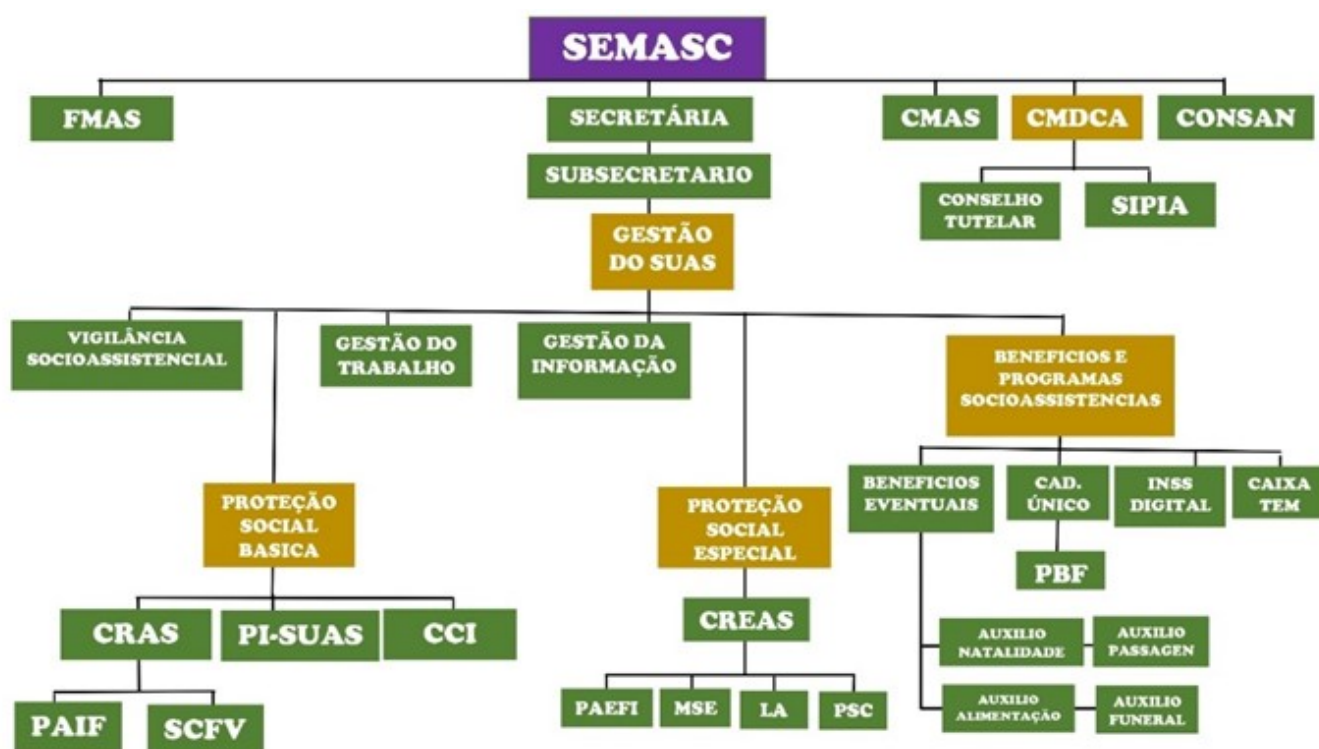 SEMASC
FMAS
SECRETÁRIA
CMAS
CMDCA
CONSAN
SUBSECRETARIO
CONSELHO
TUTELAR
SIPIA
GESTÃO
DO SUAS
VIGILÂNCIA
SOCIOASSISTENCIAL
GESTÃO DO
TRABALHO
GESTÃO DA
INFORMAÇÃO
BENEFICIOS E
PROGRAMAS
SOCIOASSISTENCIAS
PROTEÇÃO
SOCIAL
BASICA
PROTEÇÃO
SOCIAL
ESPECIAL
BENEFICIOS
EVENTUAIS
CAD.
ÚNICO
INSS
DIGITAL
CAIXA
TEM
PBF
CRAS
PI-SUAS
CCI
CREAS
AUXILIO
NATALIDADE
AUXILIO
PASSAGEN
PAIF
SCFV
PAEFI
MSE
LA
PSC
AUXILIO
ALIMENTAÇÃO
AUXILIO
FUNERAL